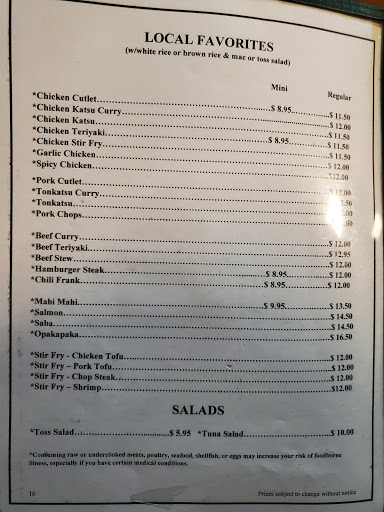 LOCAL FAVORITES
(w/white rice or brown rice & mac or toss salad)
Mini Regular
*Chicken Cutlet $ 8.95 $ 11.50
*Chicken Katsu Curry $ 12.00
*Chicken Katsu $ 11.50
*Chicken Teriyaki $ 8.95 $ 11.50
*Chicken Stir Fry $ 11.50
*Garlic Chicken $ 12.00
*Spicy Chicken $12.00
*Pork Cutlet $ 12.00
*Tonkatsu Curry
*Tonkatsu
*Pork Chops
*Beef Curry $ 12.00
*Beef Teriyaki $ 12.95
*Beef Stew $ 12.00
*Hamburger Steak $ 8.95 $ 12.00
*Chili Frank $ 8.95 $ 12.00
*Mahi Mahi $ 9.95 $ 13.50
*Salmon $ 14.50
*Saba $ 14.50
*Opakapaka $ 16.50
*Stir Fry - Chicken Tofu $ 12.00
*Stir Fry – Pork Tofu $ 12.00
*Stir Fry - Chop Steak $ 12.00
*Stir Fry – Shrimp $12.00
SALADS
*Toss Salad $ 5.95 *Tuna Salad $ 10.00
*Consuming raw or undercooked meats, poultry, seafood, shellfish, or eggs may increase your risk of foodborne
illness, especially if you have certain medical conditions.
10 Prices subject to change without notice